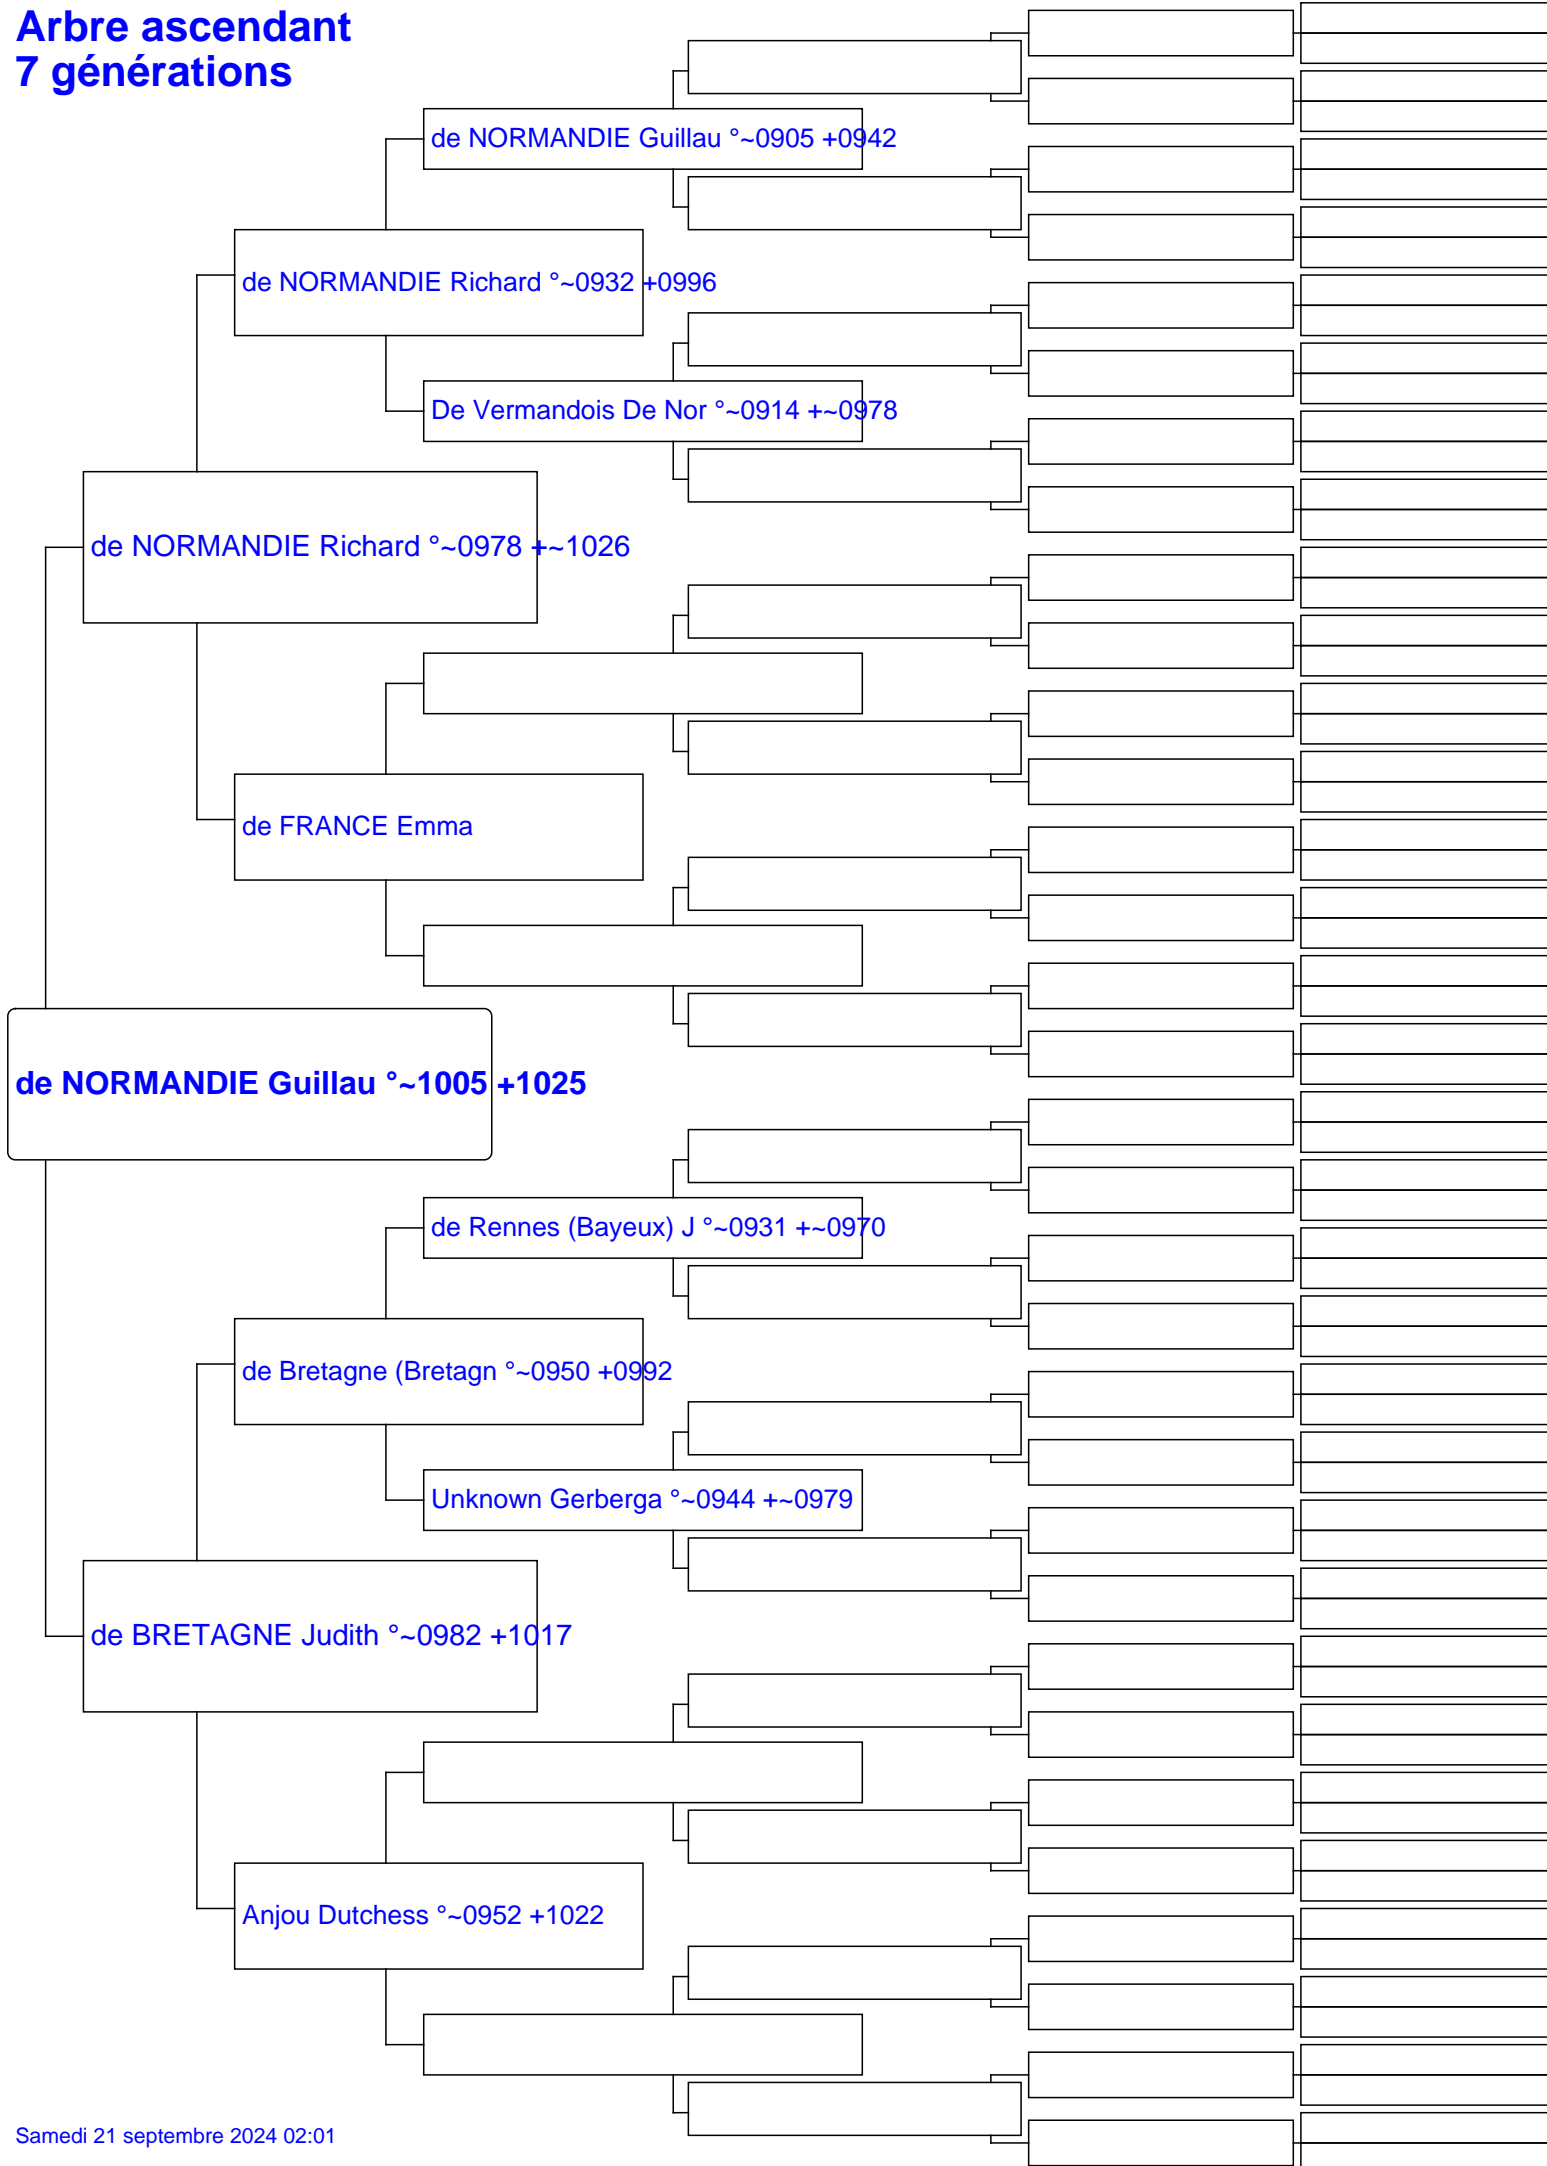 Arbre ascendant
7 générations
de NORMANDIE Guillau °~0905 +0942
de NORMANDIE Richard °~0932 +0996
De Vermandois De Nor °~0914 +~0978
de NORMANDIE Richard °~0978 +~1026
de FRANCE Emma
de NORMANDIE Guillau °~1005 +1025
de Rennes (Bayeux) J °~0931 +~0970
de Bretagne (Bretagn °~0950 +0992
Unknown Gerberga °~0944 +~0979
de BRETAGNE Judith °~0982 +1017
Anjou Dutchess °~0952 +1022
Samedi 21 septembre 2024 02:01